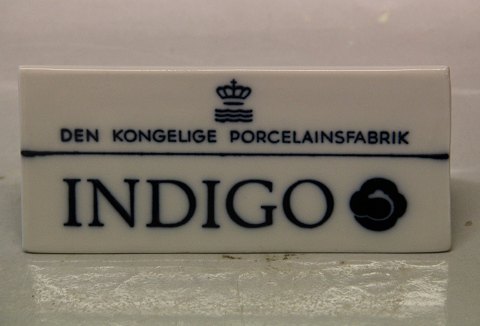 DEN KONGELIGE PORCELAINSFABRIK
INDIGO